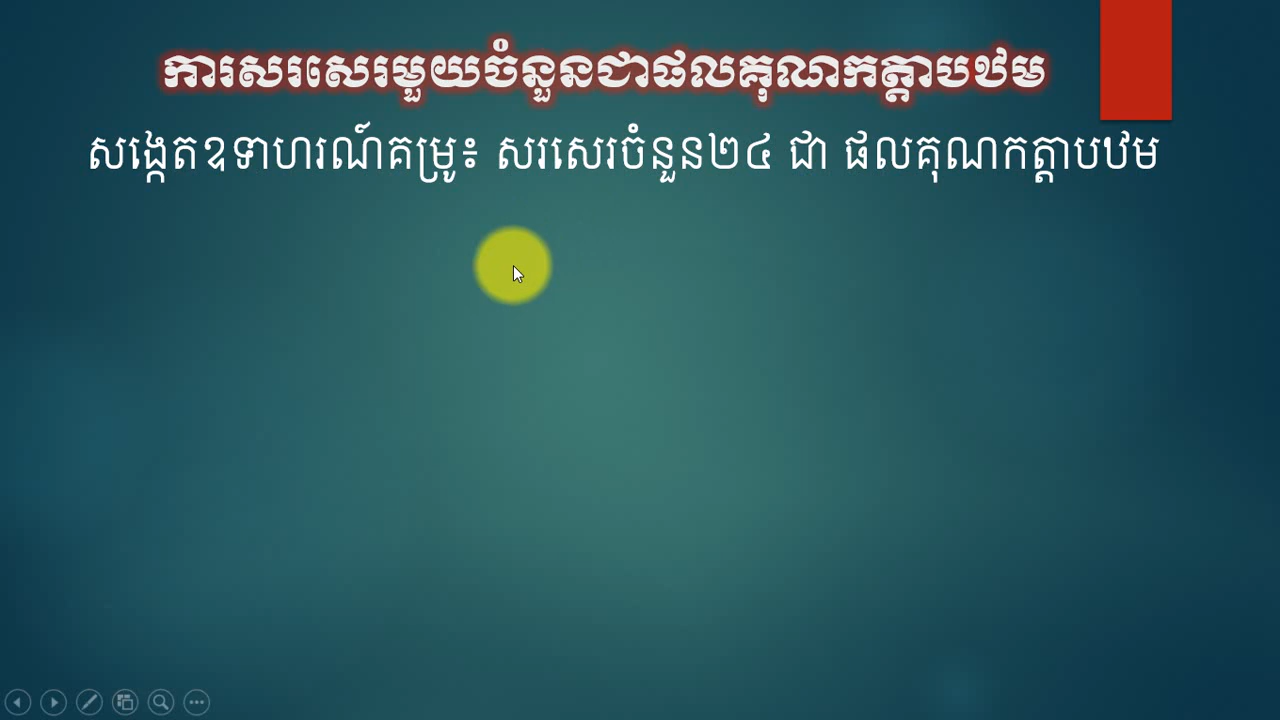 ការសរសេរមួយចំនួនជាផលគុណកត្តាបឋម
សង្កេតឧទាហរណ៍គម្រូ៖ សរសេរចំនួន២៤ ជា ផលគុណកត្តាបឋម